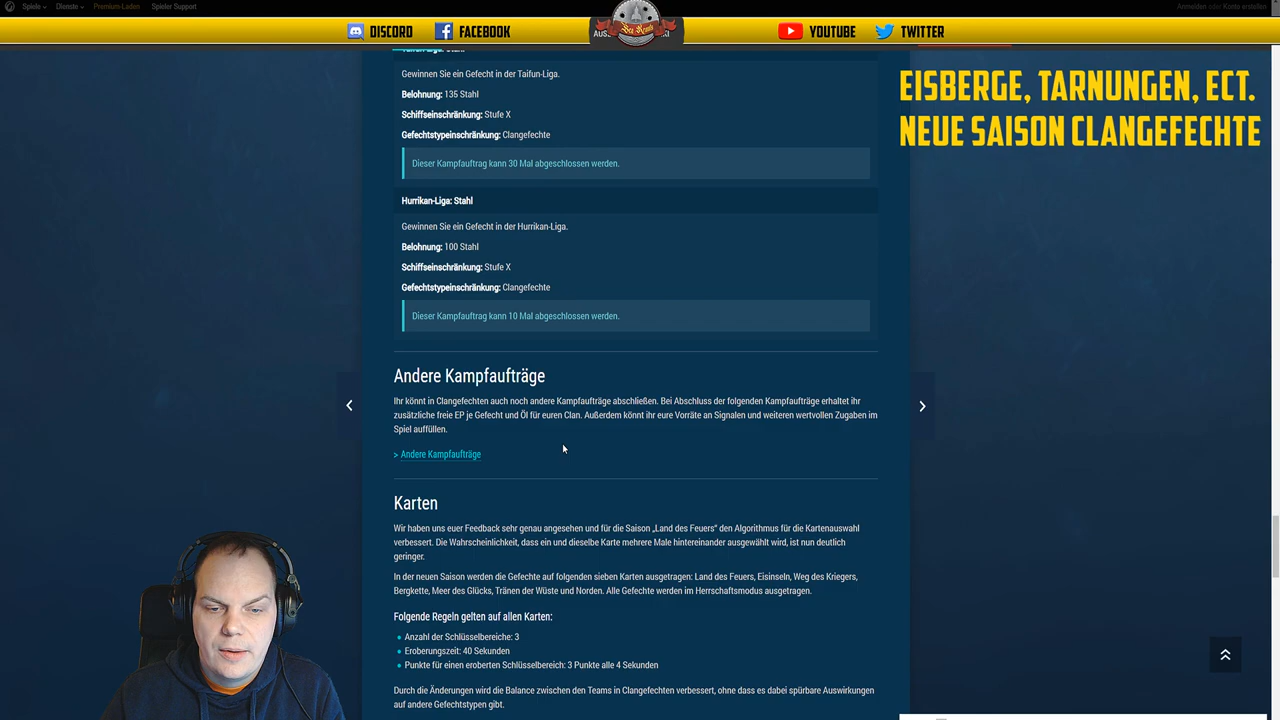 Spiele
Dienste
Premium-Laden
Spieler Support
Anmelden oder Konto erstellen
DISCORD
FACEBOOK
YOUTUBE
TWITTER
EISBERGE, TARNUNGEN, ECT.
NEUE SAISON CLANGEFECHTE
Gewinnen Sie ein Gefecht in der Taifun-Liga.
Belohnung: 135 Stahl
Schiffseinschränkung: Stufe X
Gefechtstypeinschränkung: Clangefechte
Dieser Kampfauftrag kann 30 Mal abgeschlossen werden.
Hurrikan-Liga: Stahl
Gewinnen Sie ein Gefecht in der Hurrikan-Liga.
Belohnung: 100 Stahl
Schiffseinschränkung: Stufe X
Gefechtstypeinschränkung: Clangefechte
Dieser Kampfauftrag kann 10 Mal abgeschlossen werden.
Andere Kampfaufträge
Ihr könnt in Clangefechten auch noch andere Kampfaufträge abschließen. Bei Abschluss der folgenden Kampfaufträge erhaltet ihr
zusätzliche freie EP je Gefecht und Öl für euren Clan. Außerdem könnt ihr eure Vorräte an Signalen und weiteren wertvollen Zugaben im
Spiel auffüllen.
> Andere Kampfaufträge
Karten
Wir haben uns euer Feedback sehr genau angesehen und für die Saison „Land des Feuers“ den Algorithmus für die Kartenauswahl
verbessert. Die Wahrscheinlichkeit, dass ein und dieselbe Karte mehrere Male hintereinander ausgewählt wird, ist nun deutlich
geringer.
In der neuen Saison werden die Gefechte auf folgenden sieben Karten ausgetragen: Land des Feuers, Eisinseln, Weg des Kriegers,
Bergkette, Meer des Glücks, Tränen der Wüste und Norden. Alle Gefechte werden im Herrschaftsmodus ausgetragen.
Folgende Regeln gelten auf allen Karten:
Anzahl der Schlüsselbereiche: 3
Eroberungszeit: 40 Sekunden
Punkte für einen eroberten Schlüsselbereich: 3 Punkte alle 4 Sekunden
Durch die Änderungen wird die Balance zwischen den Teams in Clangefechten verbessert, ohne dass es dabei spürbare Auswirkungen
auf andere Gefechtstypen gibt.